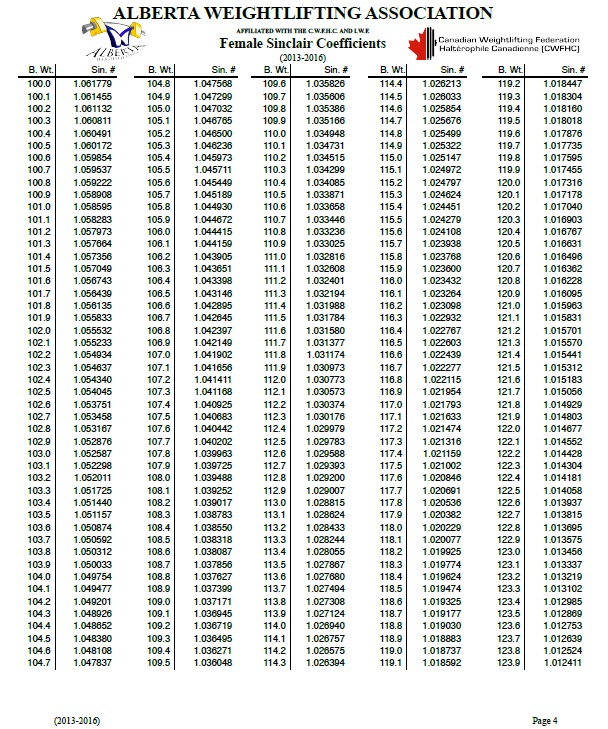 ALBERTA WEIGHTLIFTING ASSOCIATION
AFFILIATED WITH THE C.W.F.H.C. AND I.W.F.
Female Sinclair Coefficients
(2013-2016)
ALBERTA
Canadian Weightlifting Federation
Haltérophile Canadienne (CWFHC)
B. Wt. Sin. # B. Wt. Sin. # B. Wt. Sin. # B. Wt. Sin. # B. Wt. Sin. #
100.0 1.061779 104.8 1.047568 109.6 1.035826 114.4 1.026213 119.2 1.018447
100.1 1.061455 104.9 1.047299 109.7 1.035606 114.5 1.026033 119.3 1.018304
100.2 1.061132 105.0 1.047032 109.8 1.035386 114.6 1.025854 119.4 1.018160
100.3 1.060811 105.1 1.046765 109.9 1.035166 114.7 1.025676 119.5 1.018018
100.4 1.060491 105.2 1.046500 110.0 1.034948 114.8 1.025499 119.6 1.017876
100.5 1.060172 105.3 1.046236 110.1 1.034731 114.9 1.025322 119.7 1.017735
100.6 1.059854 105.4 1.045973 110.2 1.034515 115.0 1.025147 119.8 1.017595
100.7 1.059537 105.5 1.045711 110.3 1.034299 115.1 1.024972 119.9 1.017455
100.8 1.059222 105.6 1.045449 110.4 1.034085 115.2 1.024797 120.0 1.017316
100.9 1.058908 105.7 1.045189 110.5 1.033871 115.3 1.024624 120.1 1.017178
101.0 1.058595 105.8 1.044930 110.6 1.033658 115.4 1.024451 120.2 1.017040
101.1 1.058283 105.9 1.044672 110.7 1.033446 115.5 1.024279 120.3 1.016903
101.2 1.057973 106.0 1.044415 110.8 1.033236 115.6 1.024108 120.4 1.016767
101.3 1.057664 106.1 1.044159 110.9 1.033025 115.7 1.023938 120.5 1.016631
101.4 1.057356 106.2 1.043905 111.0 1.032816 115.8 1.023768 120.6 1.016496
101.5 1.057049 106.3 1.043651 111.1 1.032608 115.9 1.023600 120.7 1.016362
101.6 1.056743 106.4 1.043398 111.2 1.032401 116.0 1.023432 120.8 1.016228
101.7 1.056439 106.5 1.043146 111.3 1.032194 116.1 1.023264 120.9 1.016095
101.8 1.056135 106.6 1.042895 111.4 1.031988 116.2 1.023098 121.0 1.015963
101.9 1.055833 106.7 1.042645 111.5 1.031784 116.3 1.022932 121.1 1.015831
102.0 1.055532 106.8 1.042397 111.6 1.031580 116.4 1.022767 121.2 1.015701
102.1 1.055233 106.9 1.042149 111.7 1.031377 116.5 1.022603 121.3 1.015570
102.2 1.054934 107.0 1.041902 111.8 1.031174 116.6 1.022439 121.4 1.015441
102.3 1.054637 107.1 1.041656 111.9 1.030973 116.7 1.022277 121.5 1.015312
102.4 1.054340 107.2 1.041411 112.0 1.030773 116.8 1.022115 121.6 1.015183
102.5 1.054045 107.3 1.041168 112.1 1.030573 116.9 1.021954 121.7 1.015056
102.6 1.053751 107.4 1.040925 112.2 1.030374 117.0 1.021793 121.8 1.014929
102.7 1.053458 107.5 1.040683 112.3 1.030176 117.1 1.021633 121.9 1.014803
102.8 1.053167 107.6 1.040442 112.4 1.029979 117.2 1.021474 122.0 1.014677
102.9 1.052876 107.7 1.040202 112.5 1.029783 117.3 1.021316 122.1 1.014552
103.0 1.052587 107.8 1.039963 112.6 1.029588 117.4 1.021159 122.2 1.014428
103.1 1.052298 107.9 1.039725 112.7 1.029393 117.5 1.021002 122.3 1.014304
103.2 1.052011 108.0 1.039488 112.8 1.029200 117.6 1.020846 122.4 1.014181
103.3 1.051725 108.1 1.039252 112.9 1.029007 117.7 1.020691 122.5 1.014058
103.4 1.051440 108.2 1.039017 113.0 1.028815 117.8 1.020536 122.6 1.013937
103.5 1.051157 108.3 1.038783 113.1 1.028624 117.9 1.020382 122.7 1.013815
103.6 1.050874 108.4 1.038550 113.2 1.028433 118.0 1.020229 122.8 1.013695
103.7 1.050592 108.5 1.038318 113.3 1.028244 118.1 1.020077 122.9 1.013575
103.8 1.050312 108.6 1.038087 113.4 1.028055 118.2 1.019925 123.0 1.013456
103.9 1.050033 108.7 1.037856 113.5 1.027867 118.3 1.019774 123.1 1.013337
104.0 1.049754 108.8 1.037627 113.6 1.027680 118.4 1.019624 123.2 1.013219
104.1 1.049477 108.9 1.037399 113.7 1.027494 118.5 1.019474 123.3 1.013102
104.2 1.049201 109.0 1.037171 113.8 1.027308 118.6 1.019325 123.4 1.012985
104.3 1.048926 109.1 1.036945 113.9 1.027124 118.7 1.019177 123.5 1.012869
104.4 1.048652 109.2 1.036719 114.0 1.026940 118.8 1.019030 123.6 1.012753
104.5 1.048380 109.3 1.036495 114.1 1.026757 118.9 1.018883 123.7 1.012639
104.6 1.048108 109.4 1.036271 114.2 1.026575 119.0 1.018737 123.8 1.012524
104.7 1.047837 109.5 1.036048 114.3 1.026394 119.1 1.018592 123.9 1.012411
(2013-2016) Page 4